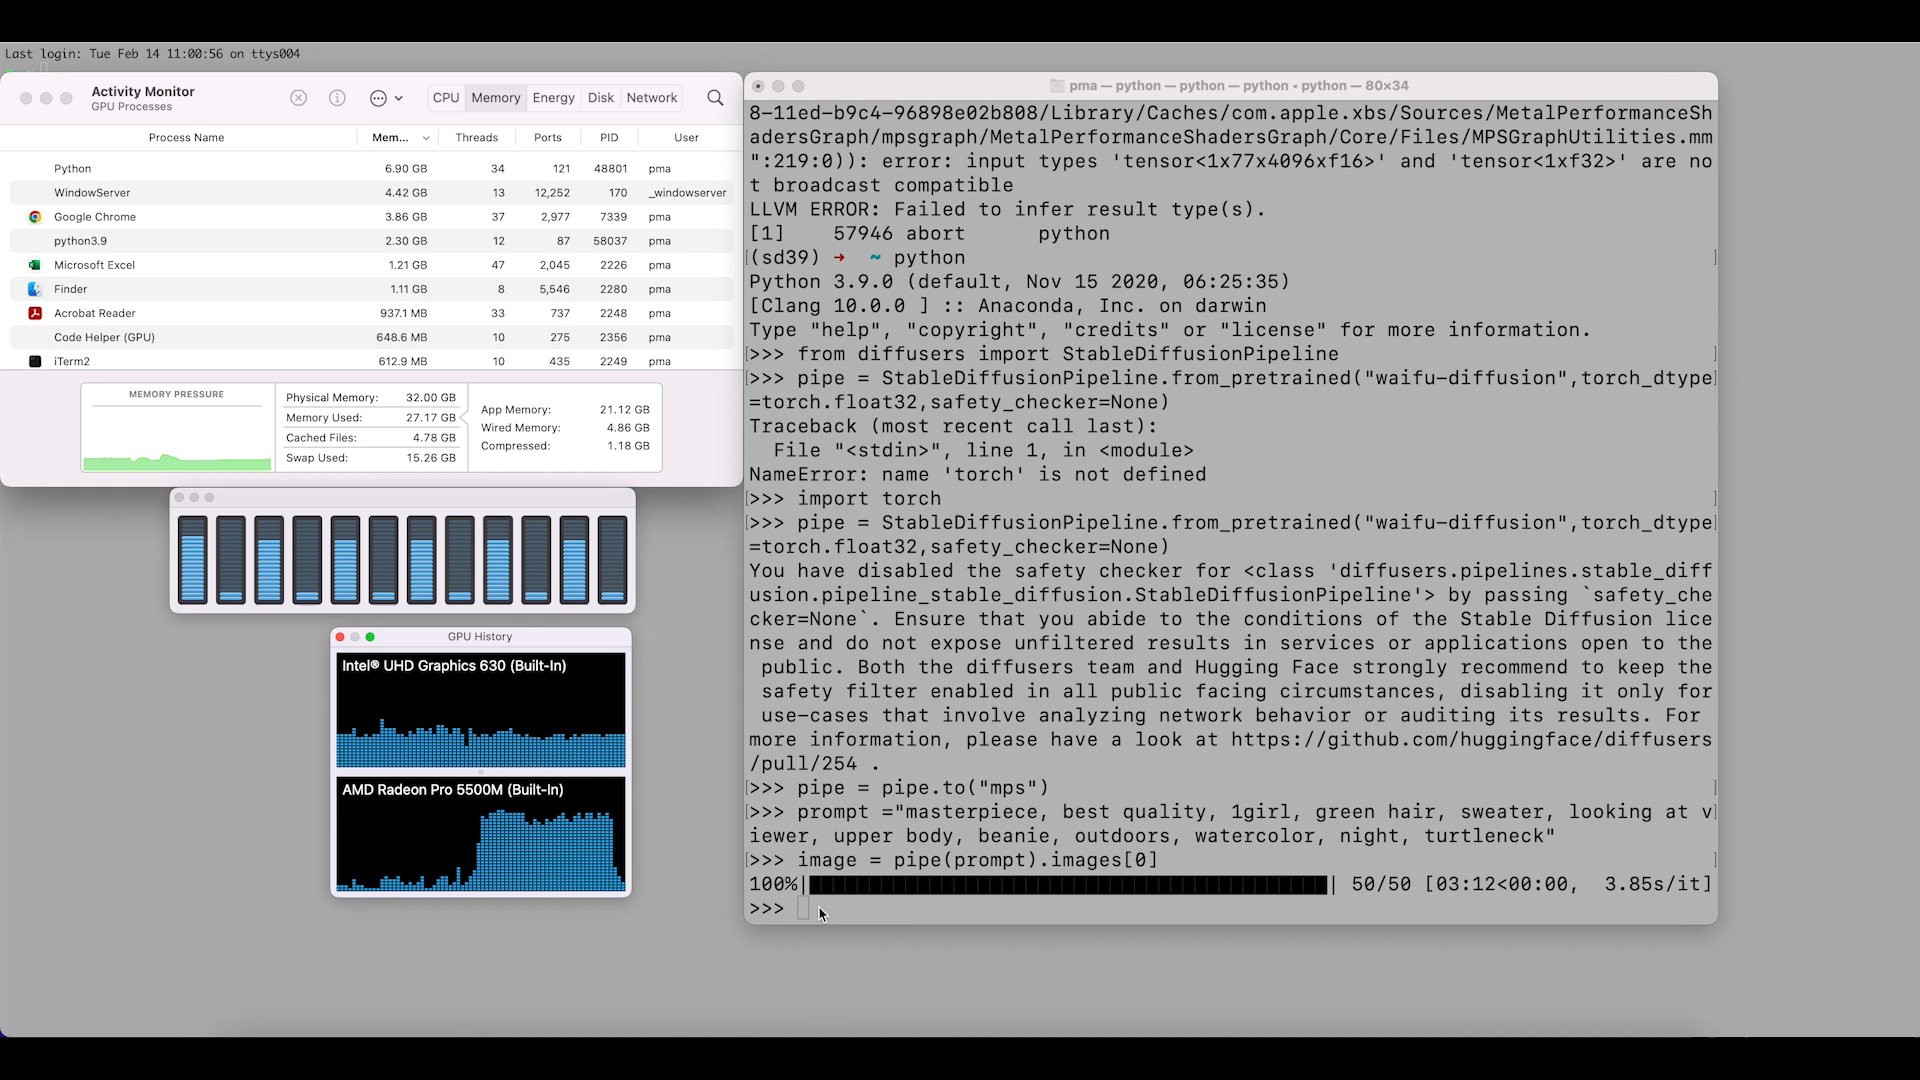 Last login: Tue Feb 14 11:00:56 on ttys004
Activity Monitor
GPU Processes
CPU Memory Energy Disk Network
Process Name Mem... Threads Ports PID User
Python 6.90 GB 34 121 48801 pma
WindowServer 4.42 GB 13 12,252 170 _windowserver
Google Chrome 3.86 GB 37 2,977 7339 pma
python3.9 2.30 GB 12 87 58037 pma
Microsoft Excel 1.21 GB 47 2,045 2226 pma
Finder 1.11 GB 8 5,546 2280 pma
Acrobat Reader 937.1 MB 33 737 2248 pma
Code Helper (GPU) 648.6 MB 10 275 2356 pma
iTerm2 612.9 MB 10 435 2249 pma
MEMORY PRESSURE
Physical Memory: 32.00 GB
Memory Used: 27.17 GB
Cached Files: 4.78 GB
Swap Used: 15.26 GB
App Memory: 21.12 GB
Wired Memory: 4.86 GB
Compressed: 1.18 GB
GPU History
Intel® UHD Graphics 630 (Built-In)
AMD Radeon Pro 5500M (Built-In)
pma — python — python — python ◂ python — 80×34
8-11ed-b9c4-96898e02b808/Library/Caches/com.apple.xbs/Sources/MetalPerformanceSh
adersGraph/mpsgraph/MetalPerformanceShadersGraph/Core/Files/MPSGraphUtilities.mm
":219:0)): error: input types 'tensor<1x77x4096xf16>' and 'tensor<1xf32>' are no
t broadcast compatible
LLVM ERROR: Failed to infer result type(s).
[1]    57946 abort      python
(sd39) → ~ python
Python 3.9.0 (default, Nov 15 2020, 06:25:35)
[Clang 10.0.0 ] :: Anaconda, Inc. on darwin
Type "help", "copyright", "credits" or "license" for more information.
>>> from diffusers import StableDiffusionPipeline
>>> pipe = StableDiffusionPipeline.from_pretrained("waifu-diffusion",torch_dtype
=torch.float32,safety_checker=None)
Traceback (most recent call last):
  File "<stdin>", line 1, in <module>
NameError: name 'torch' is not defined
>>> import torch
>>> pipe = StableDiffusionPipeline.from_pretrained("waifu-diffusion",torch_dtype
=torch.float32,safety_checker=None)
You have disabled the safety checker for <class 'diffusers.pipelines.stable_diff
usion.pipeline_stable_diffusion.StableDiffusionPipeline'> by passing `safety_che
cker=None`. Ensure that you abide to the conditions of the Stable Diffusion lice
nse and do not expose unfiltered results in services or applications open to the
 public. Both the diffusers team and Hugging Face strongly recommend to keep the
 safety filter enabled in all public facing circumstances, disabling it only for
 use-cases that involve analyzing network behavior or auditing its results. For
more information, please have a look at https://github.com/huggingface/diffusers
/pull/254 .
>>> pipe = pipe.to("mps")
>>> prompt ="masterpiece, best quality, 1girl, green hair, sweater, looking at v
iewer, upper body, beanie, outdoors, watercolor, night, turtleneck"
>>> image = pipe(prompt).images[0]
100%| | 50/50 [03:12<00:00,  3.85s/it]
>>>